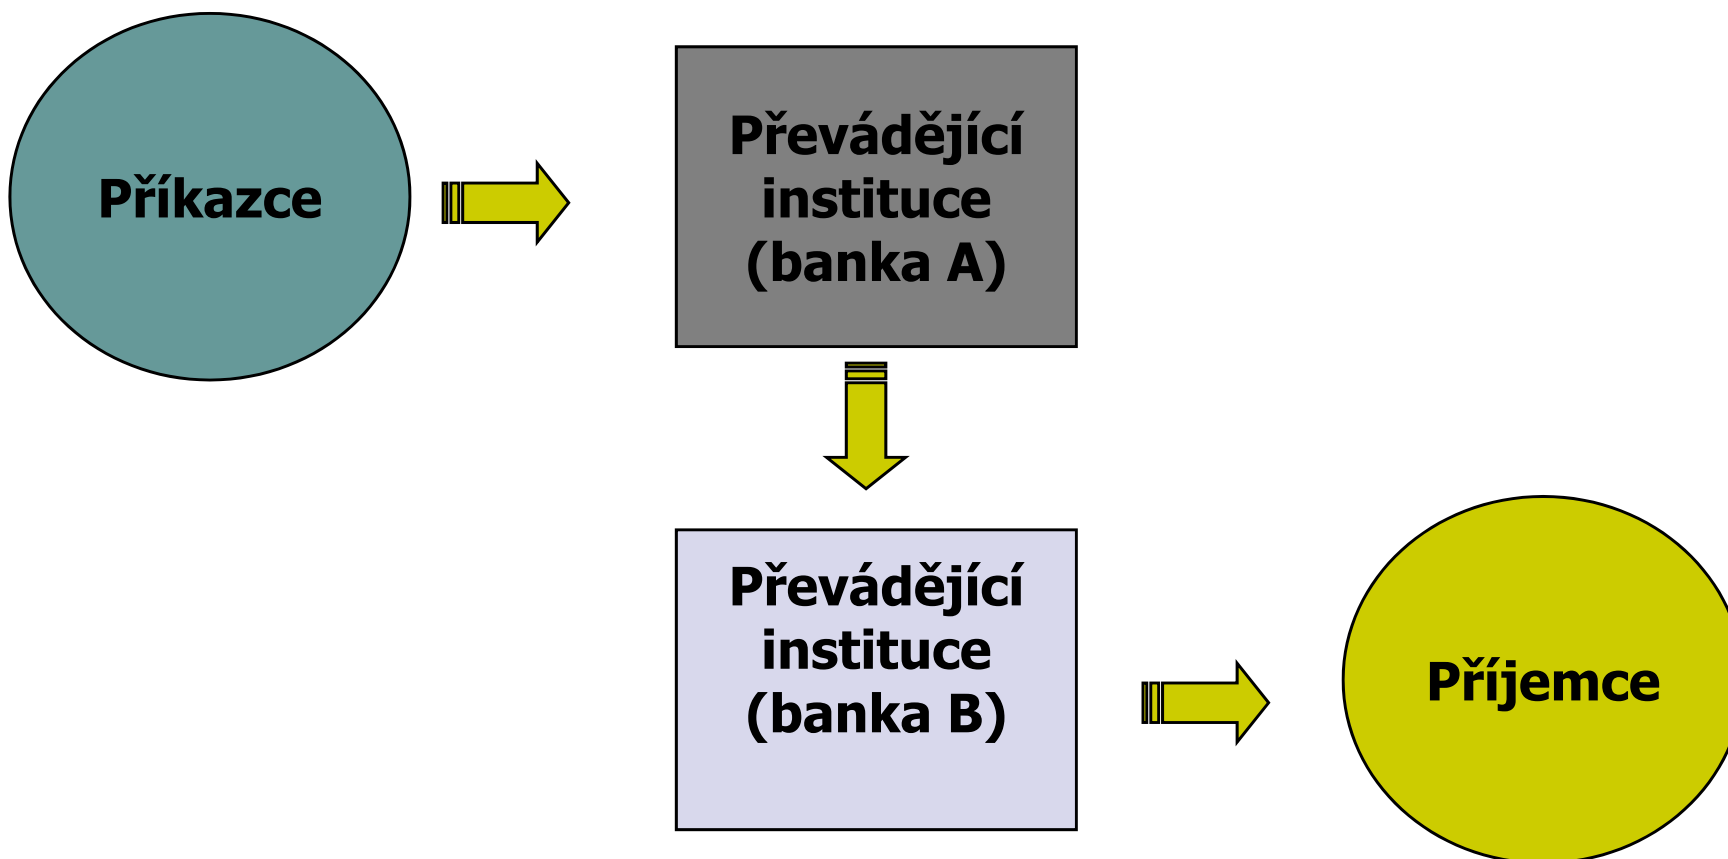 Příkazce
Převádějící
instituce
(banka A)
Převádějící
instituce
(banka B)
Příjemce